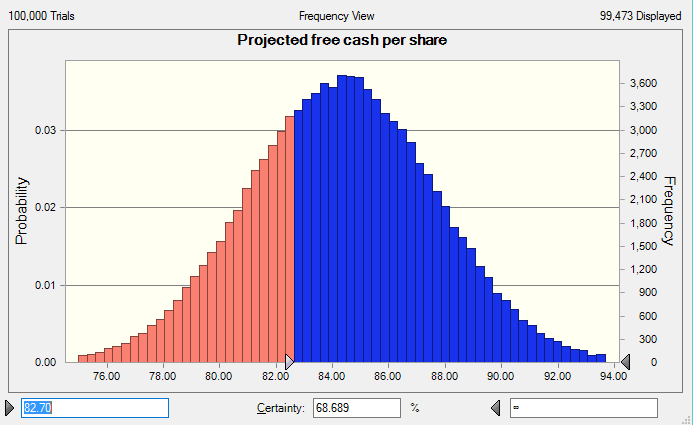 100,000 Trials Frequency View 99,473 Displayed
Projected free cash per share
Probability
0.03
0.02
0.01
0.00
3,600
3,300
3,000
2,700
2,400
2,100
1,800
1,500
1,200
900
600
300
0
Frequency
76.00 78.00 80.00 82.00 84.00 86.00 88.00 90.00 92.00 94.00
82.70 Certainty: 68.689 % ∞